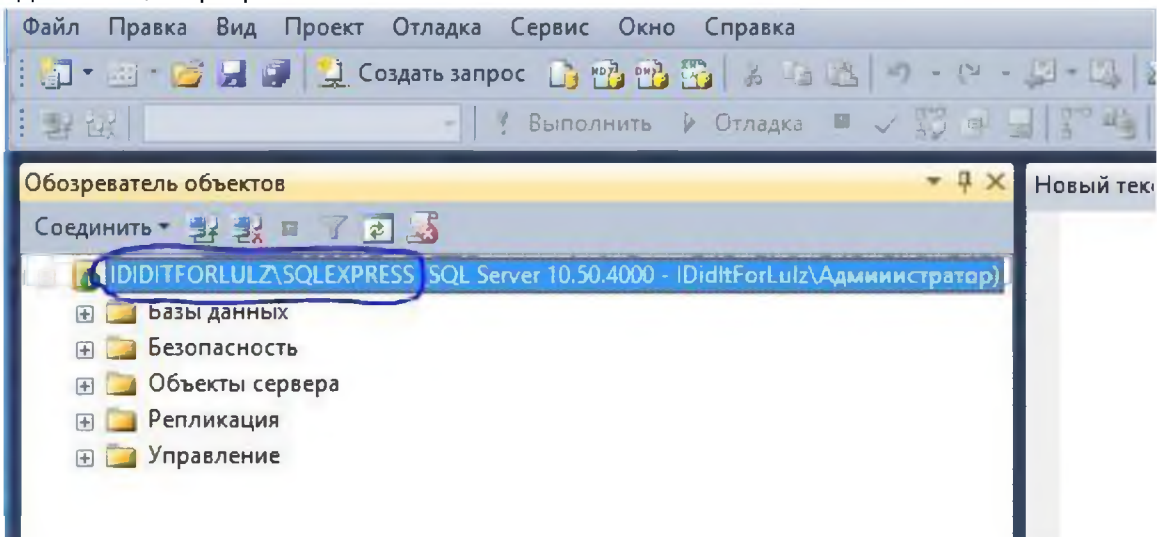 Файл Правка Вид Проект Отладка Сервис Окно Справка
Создать запрос
Выполнить Отладка
Обозреватель объектов
Новый тек
Соединить
IDIDITFORLULZ\SQLEXPRESS (SQL Server 10.50.4000 - IDidItForLulz\Администратор)
Базы данных
Безопасность
Объекты сервера
Репликация
Управление